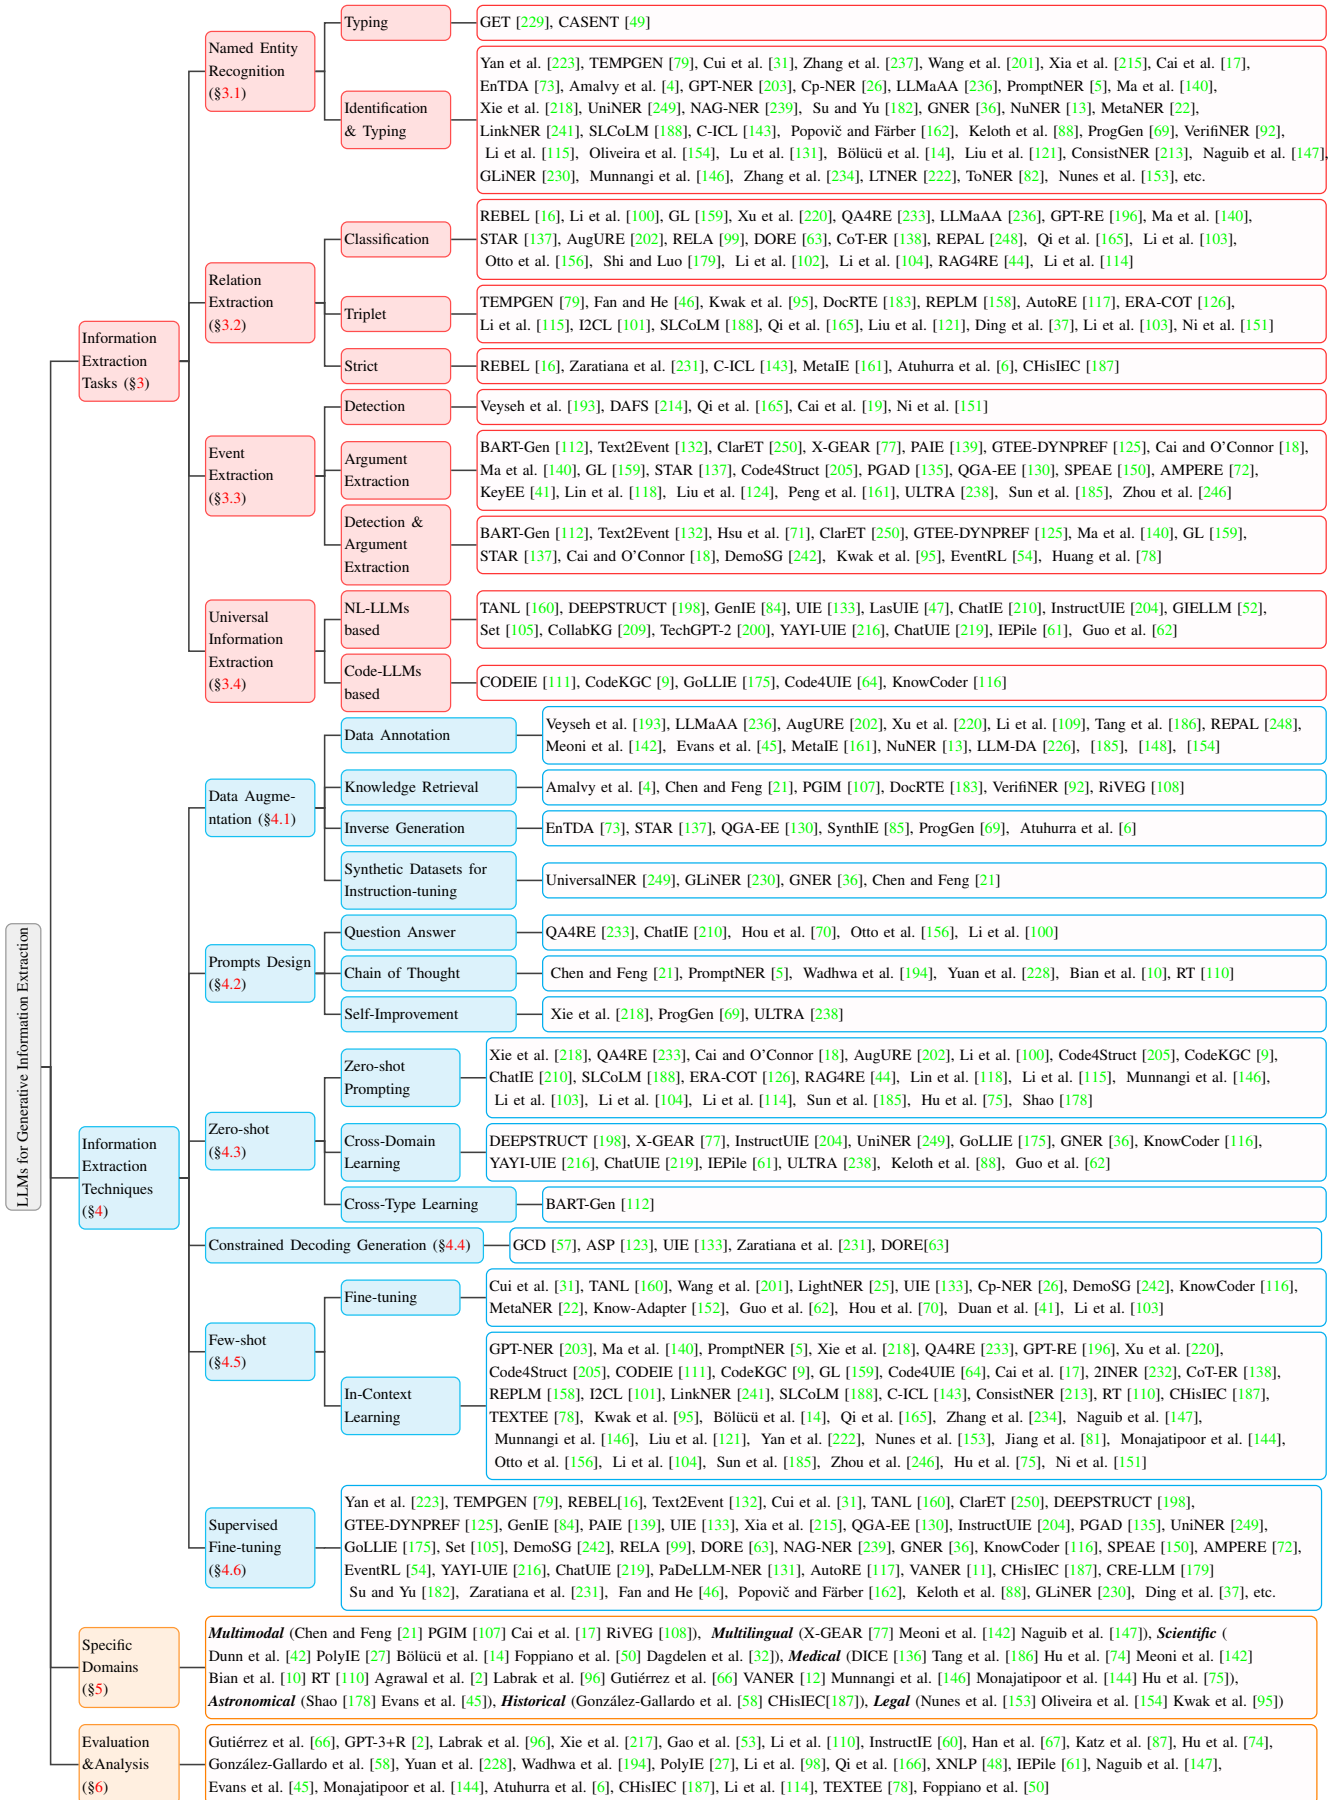 LLMs for Generative Information Extraction
Information
Extraction
Tasks (§3)
Named Entity
Recognition
(§3.1)
Typing
GET [229], CASENT [49]
Identification
& Typing
Yan et al. [223], TEMPGEN [79], Cui et al. [31], Zhang et al. [237], Wang et al. [201], Xia et al. [215], Cai et al. [17],
EnTDA [73], Amalvy et al. [4], GPT-NER [203], Cp-NER [26], LLMaAA [236], PromptNER [5], Ma et al. [140],
Xie et al. [218], UniNER [249], NAG-NER [239], Su and Yu [182], GNER [36], NuNER [13], MetaNER [22],
LinkNER [241], SLCoLM [188], C-ICL [143], Popovič and Färber [162], Keloth et al. [88], ProgGen [69], VerifiNER [92],
Li et al. [115], Oliveira et al. [154], Lu et al. [131], Bölücü et al. [14], Liu et al. [121], ConsistNER [213], Naguib et al. [147],
GLiNER [230], Munnangi et al. [146], Zhang et al. [234], LTNER [222], ToNER [82], Nunes et al. [153], etc.
Relation
Extraction
(§3.2)
Classification
REBEL [16], Li et al. [100], GL [159], Xu et al. [220], QA4RE [233], LLMaAA [236], GPT-RE [196], Ma et al. [140],
STAR [137], AugURE [202], RELA [99], DORE [63], CoT-ER [138], REPAL [248], Qi et al. [165], Li et al. [103],
Otto et al. [156], Shi and Luo [179], Li et al. [102], Li et al. [104], RAG4RE [44], Li et al. [114]
Triplet
TEMPGEN [79], Fan and He [46], Kwak et al. [95], DocRTE [183], REPLM [158], AutoRE [117], ERA-COT [126],
Li et al. [115], I2CL [101], SLCoLM [188], Qi et al. [165], Liu et al. [121], Ding et al. [37], Li et al. [103], Ni et al. [151]
Strict
REBEL [16], Zaratiana et al. [231], C-ICL [143], MetaIE [161], Atuhurra et al. [6], CHisIEC [187]
Event
Extraction
(§3.3)
Detection
Veyseh et al. [193], DAFS [214], Qi et al. [165], Cai et al. [19], Ni et al. [151]
Argument
Extraction
BART-Gen [112], Text2Event [132], ClarET [250], X-GEAR [77], PAIE [139], GTEE-DYNPREF [125], Cai and O'Connor [18],
Ma et al. [140], GL [159], STAR [137], Code4Struct [205], PGAD [135], QGA-EE [130], SPEAE [150], AMPERE [72],
KeyEE [41], Lin et al. [118], Liu et al. [124], Peng et al. [161], ULTRA [238], Sun et al. [185], Zhou et al. [246]
Detection &
Argument
Extraction
BART-Gen [112], Text2Event [132], Hsu et al. [71], ClarET [250], GTEE-DYNPREF [125], Ma et al. [140], GL [159],
STAR [137], Cai and O'Connor [18], DemoSG [242], Kwak et al. [95], EventRL [54], Huang et al. [78]
Universal
Information
Extraction
(§3.4)
NL-LLMs
based
TANL [160], DEEPSTRUCT [198], GenIE [84], UIE [133], LasUIE [47], ChatIE [210], InstructUIE [204], GIELLM [52],
Set [105], CollabKG [209], TechGPT-2 [200], YAYI-UIE [216], ChatUIE [219], IEPile [61], Guo et al. [62]
Code-LLMs
based
CODEIE [111], CodeKGC [9], GoLLIE [175], Code4UIE [64], KnowCoder [116]
Information
Extraction
Techniques
(§4)
Data Augme-
ntation (§4.1)
Data Annotation
Veyseh et al. [193], LLMaAA [236], AugURE [202], Xu et al. [220], Li et al. [109], Tang et al. [186], REPAL [248],
Meoni et al. [142], Evans et al. [45], MetaIE [161], NuNER [13], LLM-DA [226], [185], [148], [154]
Knowledge Retrieval
Amalvy et al. [4], Chen and Feng [21], PGIM [107], DocRTE [183], VerifiNER [92], RiVEG [108]
Inverse Generation
EnTDA [73], STAR [137], QGA-EE [130], SynthIE [85], ProgGen [69], Atuhurra et al. [6]
Synthetic Datasets for
Instruction-tuning
UniversalNER [249], GLiNER [230], GNER [36], Chen and Feng [21]
Prompts Design
(§4.2)
Question Answer
QA4RE [233], ChatIE [210], Hou et al. [70], Otto et al. [156], Li et al. [100]
Chain of Thought
Chen and Feng [21], PromptNER [5], Wadhwa et al. [194], Yuan et al. [228], Bian et al. [10], RT [110]
Self-Improvement
Xie et al. [218], ProgGen [69], ULTRA [238]
Zero-shot
(§4.3)
Zero-shot
Prompting
Xie et al. [218], QA4RE [233], Cai and O'Connor [18], AugURE [202], Li et al. [100], Code4Struct [205], CodeKGC [9],
ChatIE [210], SLCoLM [188], ERA-COT [126], RAG4RE [44], Lin et al. [118], Li et al. [115], Munnangi et al. [146],
Li et al. [103], Li et al. [104], Li et al. [114], Sun et al. [185], Hu et al. [75], Shao [178]
Cross-Domain
Learning
DEEPSTRUCT [198], X-GEAR [77], InstructUIE [204], UniNER [249], GoLLIE [175], GNER [36], KnowCoder [116],
YAYI-UIE [216], ChatUIE [219], IEPile [61], ULTRA [238], Keloth et al. [88], Guo et al. [62]
Cross-Type Learning
BART-Gen [112]
Constrained Decoding Generation (§4.4)
GCD [57], ASP [123], UIE [133], Zaratiana et al. [231], DORE[63]
Few-shot
(§4.5)
Fine-tuning
Cui et al. [31], TANL [160], Wang et al. [201], LightNER [25], UIE [133], Cp-NER [26], DemoSG [242], KnowCoder [116],
MetaNER [22], Know-Adapter [152], Guo et al. [62], Hou et al. [70], Duan et al. [41], Li et al. [103]
In-Context
Learning
GPT-NER [203], Ma et al. [140], PromptNER [5], Xie et al. [218], QA4RE [233], GPT-RE [196], Xu et al. [220],
Code4Struct [205], CODEIE [111], CodeKGC [9], GL [159], Code4UIE [64], Cai et al. [17], 2INER [232], CoT-ER [138],
REPLM [158], I2CL [101], LinkNER [241], SLCoLM [188], C-ICL [143], ConsistNER [213], RT [110], CHisIEC [187],
TEXTEE [78], Kwak et al. [95], Bölücü et al. [14], Qi et al. [165], Zhang et al. [234], Naguib et al. [147],
Munnangi et al. [146], Liu et al. [121], Yan et al. [222], Nunes et al. [153], Jiang et al. [81], Monajatipoor et al. [144],
Otto et al. [156], Li et al. [104], Sun et al. [185], Zhou et al. [246], Hu et al. [75], Ni et al. [151]
Supervised
Fine-tuning
(§4.6)
Yan et al. [223], TEMPGEN [79], REBEL[16], Text2Event [132], Cui et al. [31], TANL [160], ClarET [250], DEEPSTRUCT [198],
GTEE-DYNPREF [125], GenIE [84], PAIE [139], UIE [133], Xia et al. [215], QGA-EE [130], InstructUIE [204], PGAD [135], UniNER [249],
GoLLIE [175], Set [105], DemoSG [242], RELA [99], DORE [63], NAG-NER [239], GNER [36], KnowCoder [116], SPEAE [150], AMPERE [72],
EventRL [54], YAYI-UIE [216], ChatUIE [219], PaDeLLM-NER [131], AutoRE [117], VANER [11], CHisIEC [187], CRE-LLM [179]
Su and Yu [182], Zaratiana et al. [231], Fan and He [46], Popovič and Färber [162], Keloth et al. [88], GLiNER [230], Ding et al. [37], etc.
Specific
Domains
(§5)
Multimodal (Chen and Feng [21] PGIM [107] Cai et al. [17] RiVEG [108]), Multilingual (X-GEAR [77] Meoni et al. [142] Naguib et al. [147]), Scientific (
Dunn et al. [42] PolyIE [27] Bölücü et al. [14] Foppiano et al. [50] Dagdelen et al. [32]), Medical (DICE [136] Tang et al. [186] Hu et al. [74] Meoni et al. [142]
Bian et al. [10] RT [110] Agrawal et al. [2] Labrak et al. [96] Gutiérrez et al. [66] VANER [12] Munnangi et al. [146] Monajatipoor et al. [144] Hu et al. [75]),
Astronomical (Shao [178] Evans et al. [45]), Historical (González-Gallardo et al. [58] CHisIEC[187]), Legal (Nunes et al. [153] Oliveira et al. [154] Kwak et al. [95])
Evaluation
&Analysis
(§6)
Gutiérrez et al. [66], GPT-3+R [2], Labrak et al. [96], Xie et al. [217], Gao et al. [53], Li et al. [110], InstructIE [60], Han et al. [67], Katz et al. [87], Hu et al. [74],
González-Gallardo et al. [58], Yuan et al. [228], Wadhwa et al. [194], PolyIE [27], Li et al. [98], Qi et al. [166], XNLP [48], IEPile [61], Naguib et al. [147],
Evans et al. [45], Monajatipoor et al. [144], Atuhurra et al. [6], CHisIEC [187], Li et al. [114], TEXTEE [78], Foppiano et al. [50]